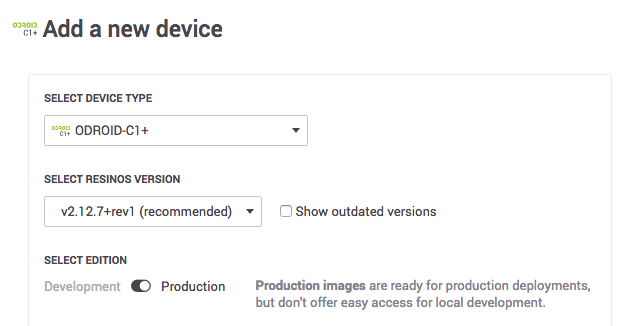 ODROID
C1+ Add a new device
SELECT DEVICE TYPE
ODROID
C1+ ODROID-C1+
SELECT RESINOS VERSION
v2.12.7+rev1 (recommended) Show outdated versions
SELECT EDITION
Development Production Production images are ready for production deployments,
but don't offer easy access for local development.